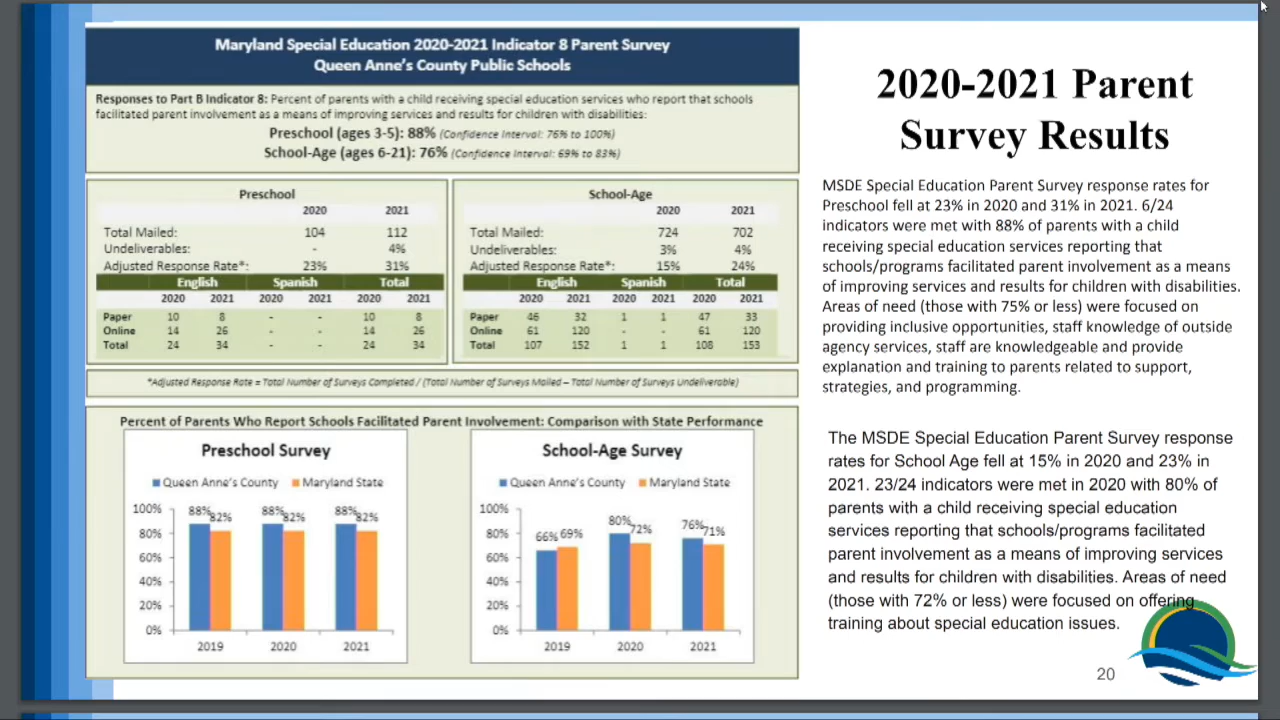 Maryland Special Education 2020-2021 Indicator 8 Parent Survey
Queen Anne's County Public Schools
Responses to Part B Indicator 8: Percent of parents with a child receiving special education services who report that schools
facilitated parent involvement as a means of improving services and results for children with disabilities:
Preschool (ages 3-5): 88% (Confidence Interval: 76% to 100%)
School-Age (ages 6-21): 76% (Confidence Interval: 69% to 83%)
Preschool
2020 2021
Total Mailed: 104 112
Undeliverables: - 4%
Adjusted Response Rate*: 23% 31%
English Spanish Total
2020 2021 2020 2021 2020 2021
Paper 10 8 - - 10 8
Online 14 26 - - 14 26
Total 24 34 - - 24 34
School-Age
2020 2021
Total Mailed: 724 702
Undeliverables: 3% 4%
Adjusted Response Rate*: 15% 24%
English Spanish Total
2020 2021 2020 2021 2020 2021
Paper 46 32 1 1 47 33
Online 61 120 - - 61 120
Total 107 152 1 1 108 153
*Adjusted Response Rate = Total Number of Surveys Completed / (Total Number of Surveys Mailed – Total Number of Surveys Undeliverable)
Percent of Parents Who Report Schools Facilitated Parent Involvement: Comparison with State Performance
Preschool Survey
Queen Anne's County Maryland State
100%
80%
60%
40%
20%
0%
88% 82% 88% 82% 88% 82%
2019 2020 2021
School-Age Survey
Queen Anne's County Maryland State
100%
80%
60%
40%
20%
0%
66% 69% 80% 72% 76% 71%
2019 2020 2021
2020-2021 Parent
Survey Results
MSDE Special Education Parent Survey response rates for
Preschool fell at 23% in 2020 and 31% in 2021. 6/24
indicators were met with 88% of parents with a child
receiving special education services reporting that
schools/programs facilitated parent involvement as a means
of improving services and results for children with disabilities.
Areas of need (those with 75% or less) were focused on
providing inclusive opportunities, staff knowledge of outside
agency services, staff are knowledgeable and provide
explanation and training to parents related to support,
strategies, and programming.
The MSDE Special Education Parent Survey response
rates for School Age fell at 15% in 2020 and 23% in
2021. 23/24 indicators were met in 2020 with 80% of
parents with a child receiving special education
services reporting that schools/programs facilitated
parent involvement as a means of improving services
and results for children with disabilities. Areas of need
(those with 72% or less) were focused on offering
training about special education issues.
20